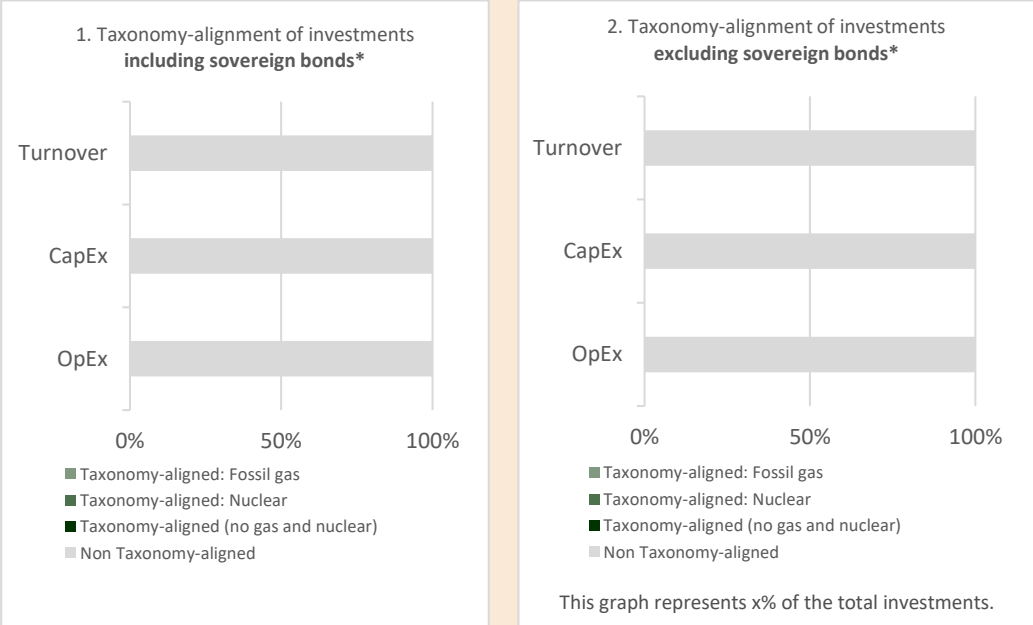 1. Taxonomy-alignment of investments
including sovereign bonds*
Turnover
CapEx
OpEx
0% 50% 100%
Taxonomy-aligned: Fossil gas
Taxonomy-aligned: Nuclear
Taxonomy-aligned (no gas and nuclear)
Non Taxonomy-aligned
2. Taxonomy-alignment of investments
excluding sovereign bonds*
Turnover
CapEx
OpEx
0% 50% 100%
Taxonomy-aligned: Fossil gas
Taxonomy-aligned: Nuclear
Taxonomy-aligned (no gas and nuclear)
Non Taxonomy-aligned
This graph represents x% of the total investments.